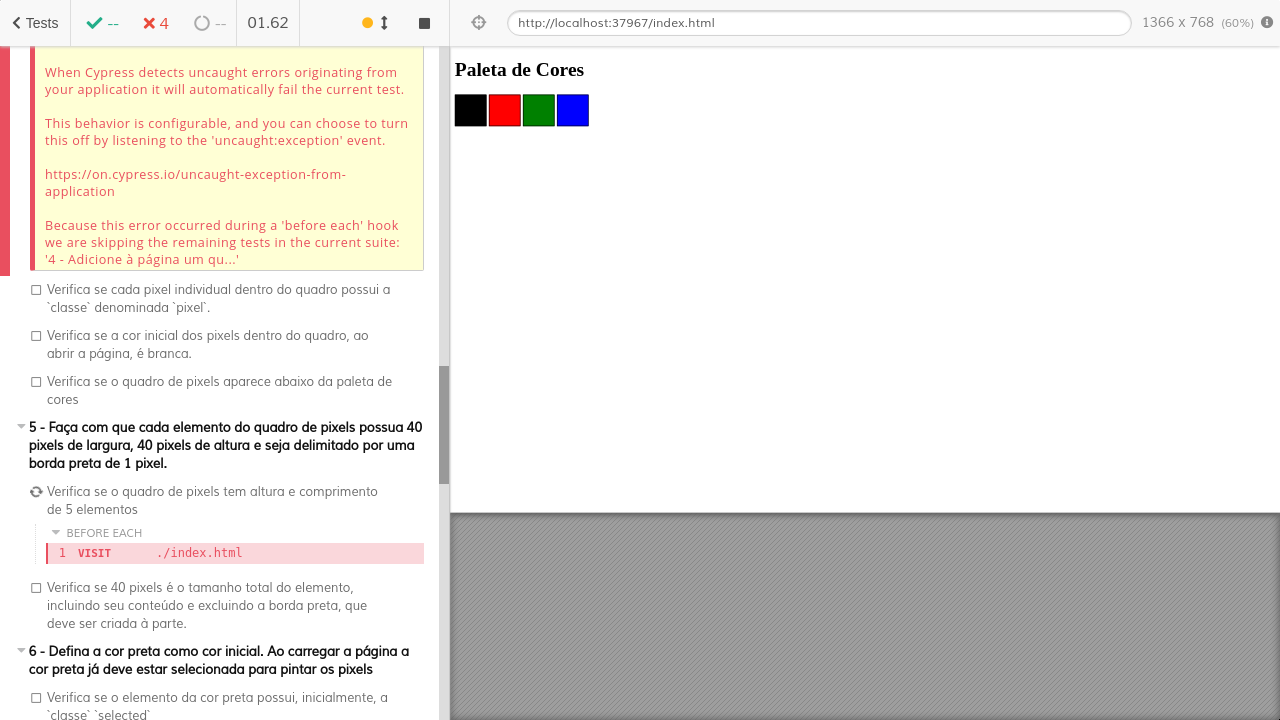 Tests
--
4
--
01.62
http://localhost:37967/index.html
1366 x 768 (60%)
When Cypress detects uncaught errors originating from
your application it will automatically fail the current test.
This behavior is configurable, and you can choose to turn
this off by listening to the 'uncaught:exception' event.
https://on.cypress.io/uncaught-exception-from-
application
Because this error occurred during a 'before each' hook
we are skipping the remaining tests in the current suite:
'4 - Adicione à página um qu...'
Verifica se cada pixel individual dentro do quadro possui a
`classe` denominada `pixel`.
Verifica se a cor inicial dos pixels dentro do quadro, ao
abrir a página, é branca.
Verifica se o quadro de pixels aparece abaixo da paleta de
cores
5 - Faça com que cada elemento do quadro de pixels possua 40
pixels de largura, 40 pixels de altura e seja delimitado por uma
borda preta de 1 pixel.
Verifica se o quadro de pixels tem altura e comprimento
de 5 elementos
BEFORE EACH
1 VISIT ./index.html
Verifica se 40 pixels é o tamanho total do elemento,
incluindo seu conteúdo e excluindo a borda preta, que
deve ser criada à parte.
6 - Defina a cor preta como cor inicial. Ao carregar a página a
cor preta já deve estar selecionada para pintar os pixels
Verifica se o elemento da cor preta possui, inicialmente, a
`classe` `selected`
Paleta de Cores